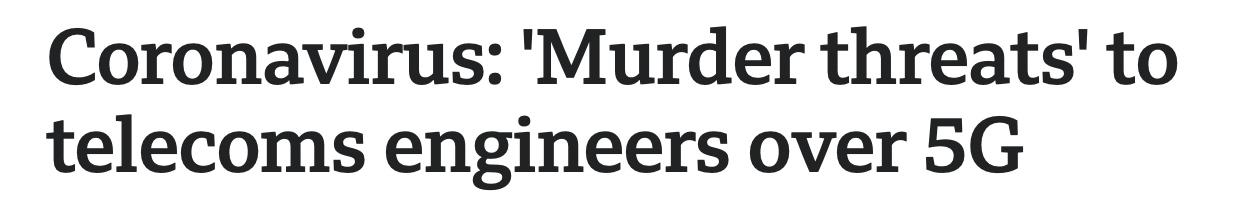 Coronavirus: 'Murder threats' to
telecoms engineers over 5G